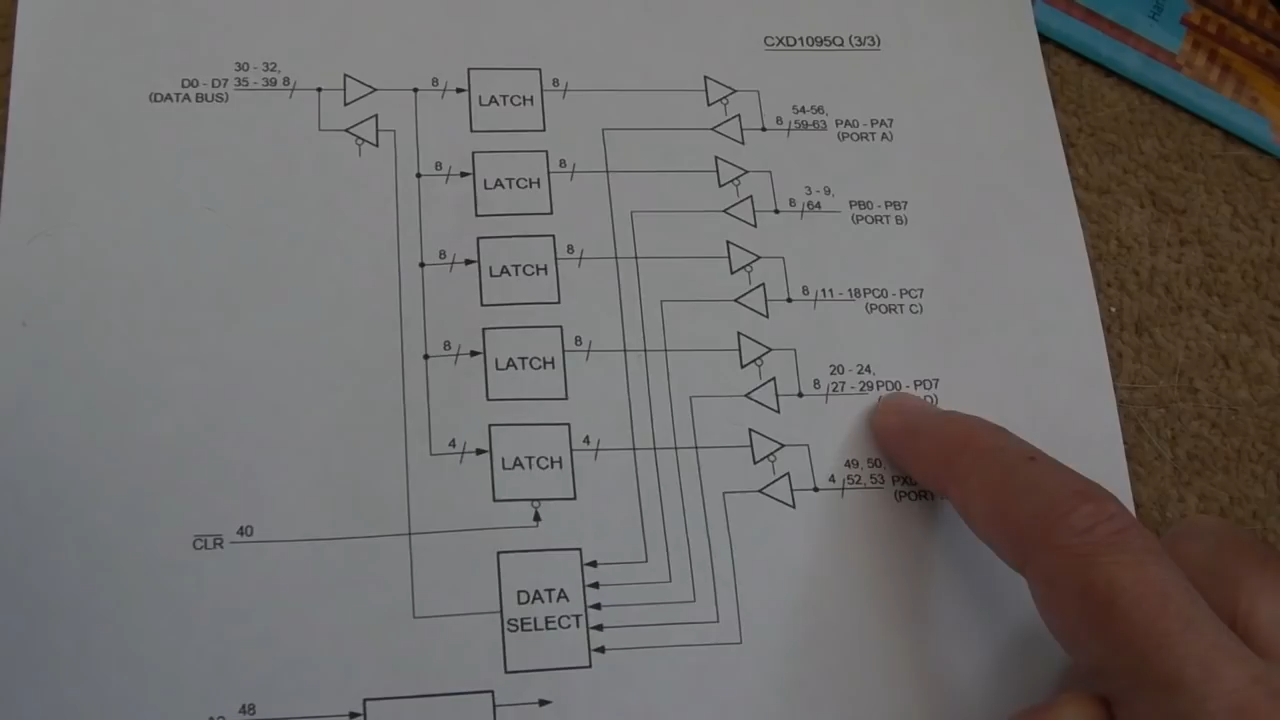 CXD1095Q (3/3)
30 - 32,
D0 - D7 35 - 39 8
(DATA BUS)
8
LATCH
8
54-56,
8 59-63 PA0 - PA7
(PORT A)
8
LATCH
8
3 - 9,
8 64 PB0 - PB7
(PORT B)
8
LATCH
8
8 11 - 18 PC0 - PC7
(PORT C)
8
LATCH
8
20 - 24,
8 27 - 29 PD0 - PD7
D)
4
LATCH
4
49, 50,
4 52, 53
(POR
CLR 40
DATA
SELECT
48